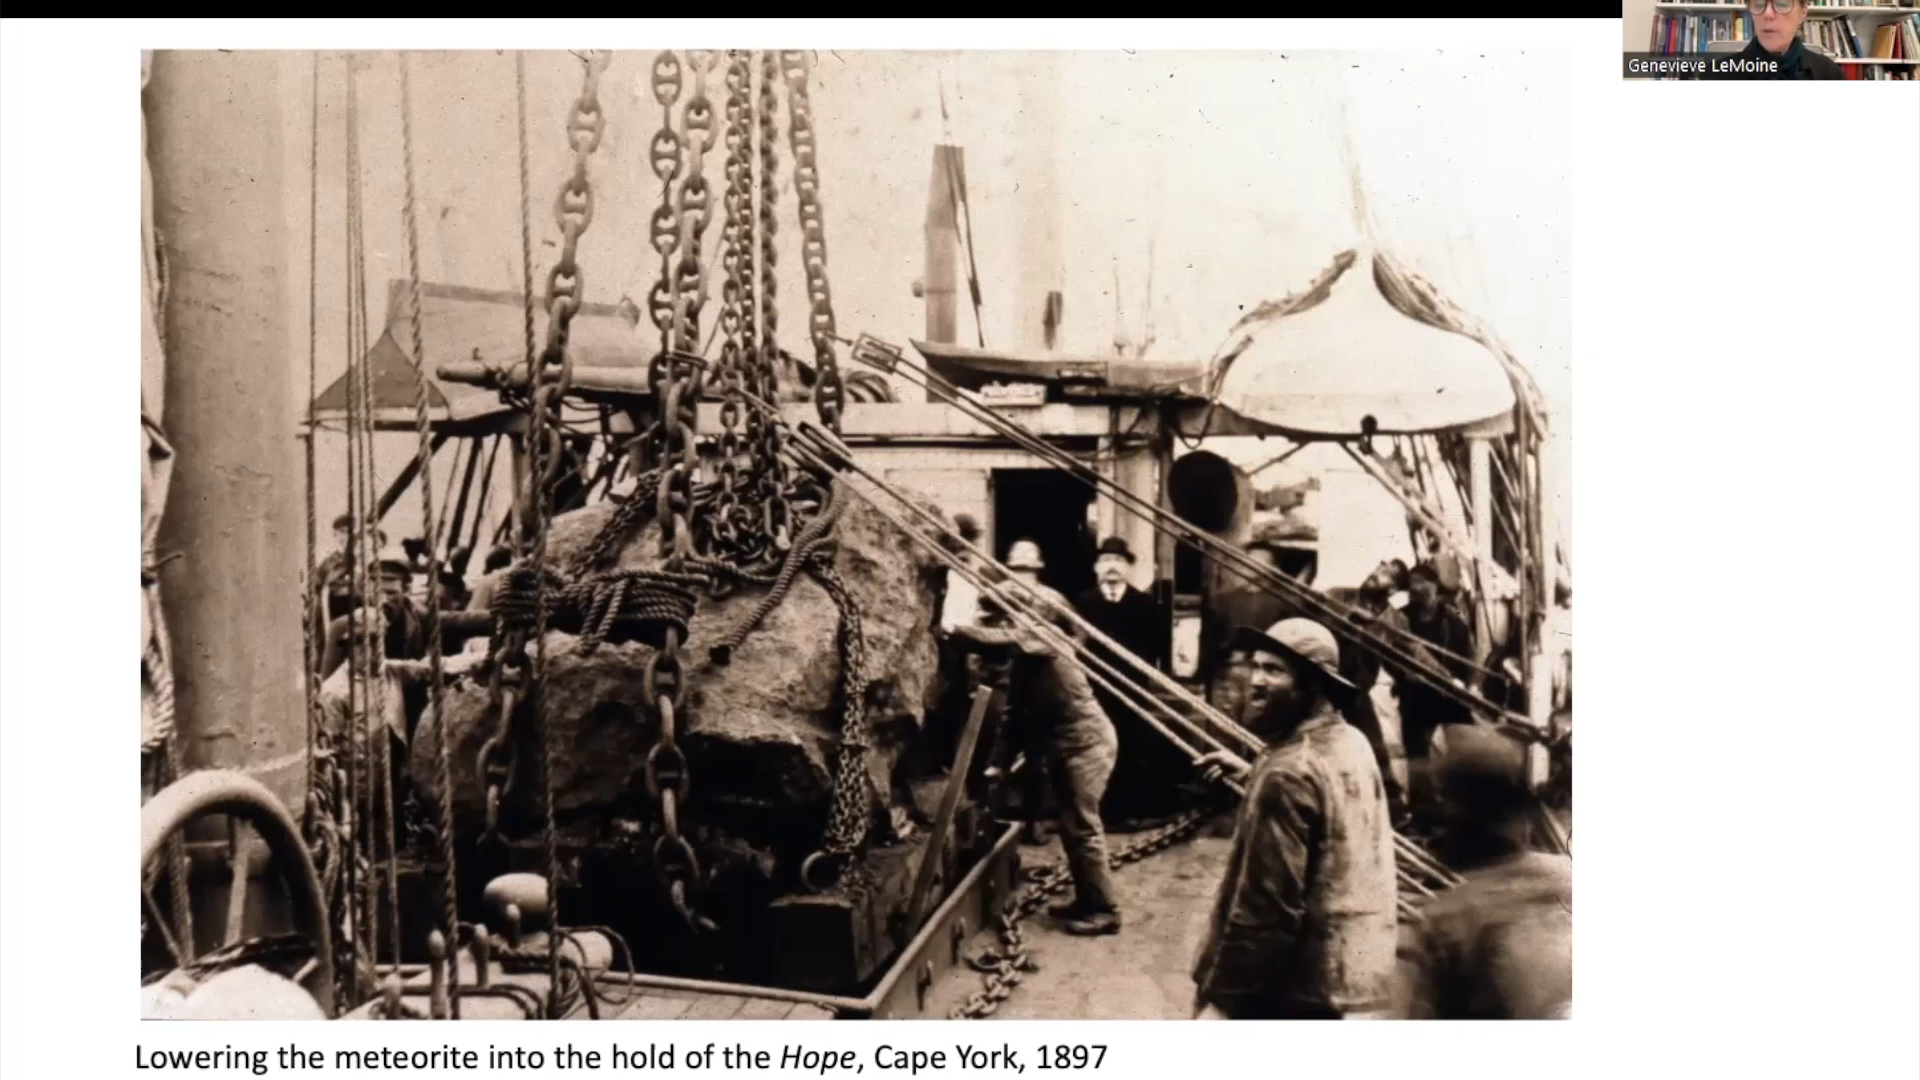 Genevieve LeMoine
Lowering the meteorite into the hold of the Hope, Cape York, 1897